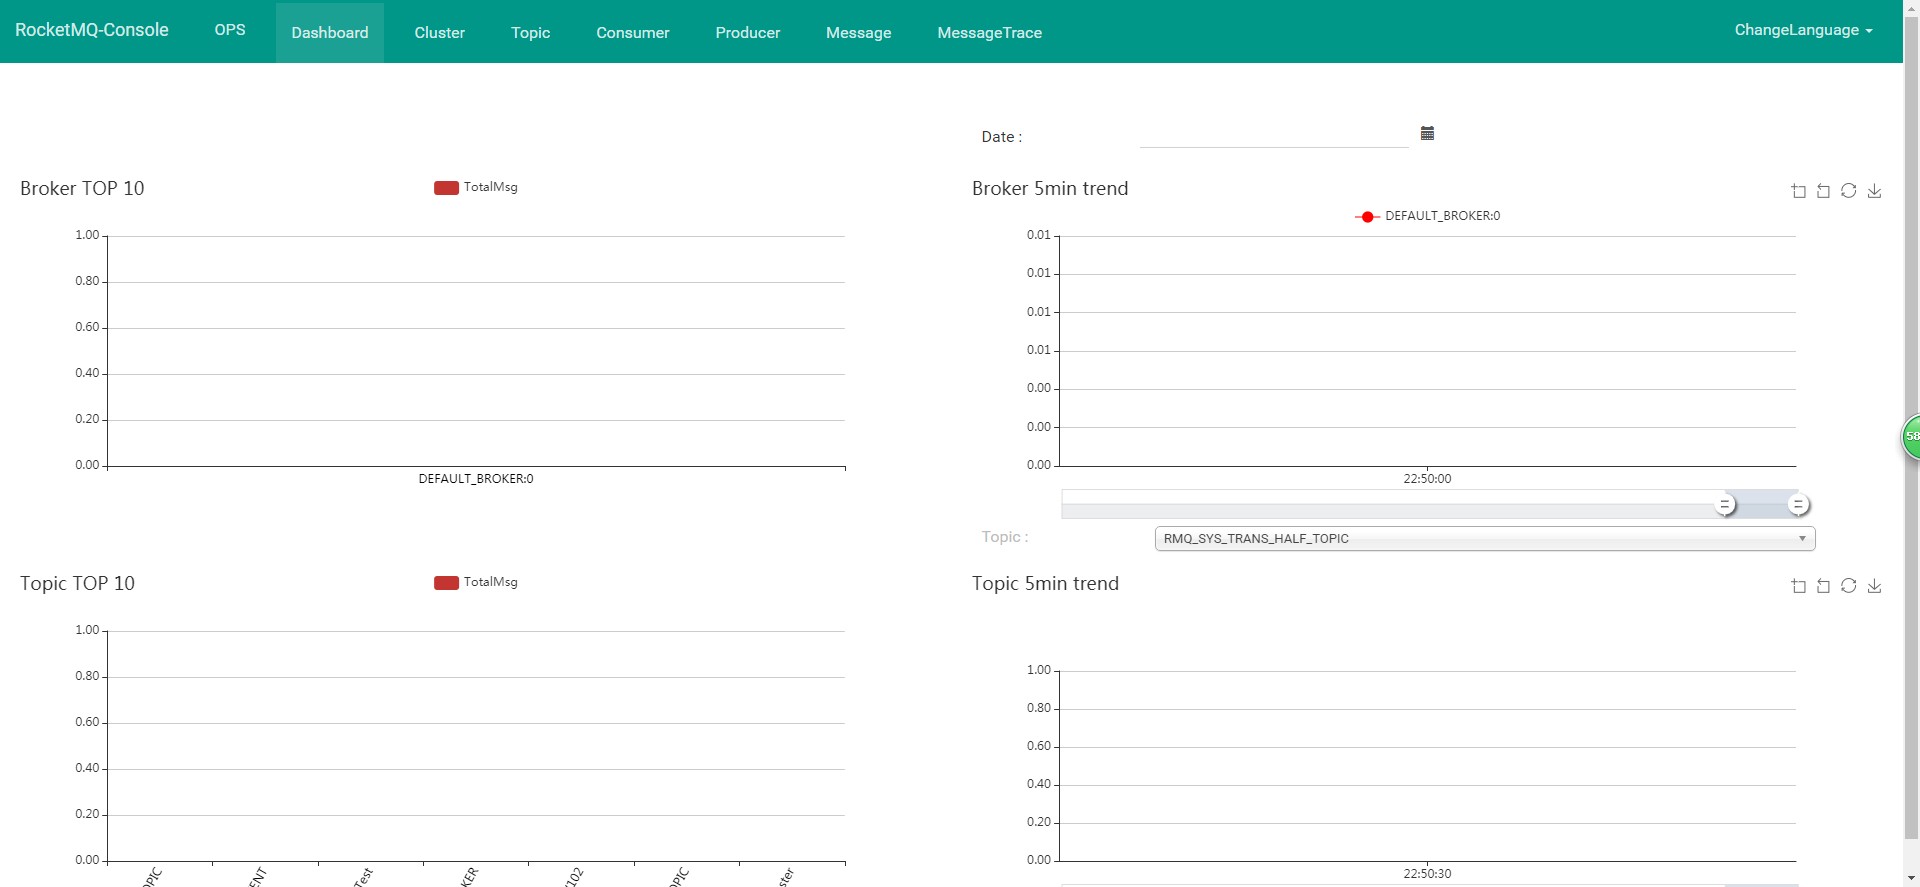 RocketMQ-Console OPS Dashboard Cluster Topic Consumer Producer Message MessageTrace ChangeLanguage
Date :
Broker TOP 10
TotalMsg
1.00
0.80
0.60
0.40
0.20
0.00
DEFAULT_BROKER:0
Broker 5min trend
DEFAULT_BROKER:0
0.01
0.01
0.01
0.01
0.00
0.00
0.00
22:50:00
58
Topic :
RMQ_SYS_TRANS_HALF_TOPIC
Topic TOP 10
TotalMsg
1.00
0.80
0.60
0.40
0.20
0.00
OPIC
ENT
Test
KER
102
OPIC
ster
Topic 5min trend
1.00
0.80
0.60
0.40
0.20
0.00
22:50:30